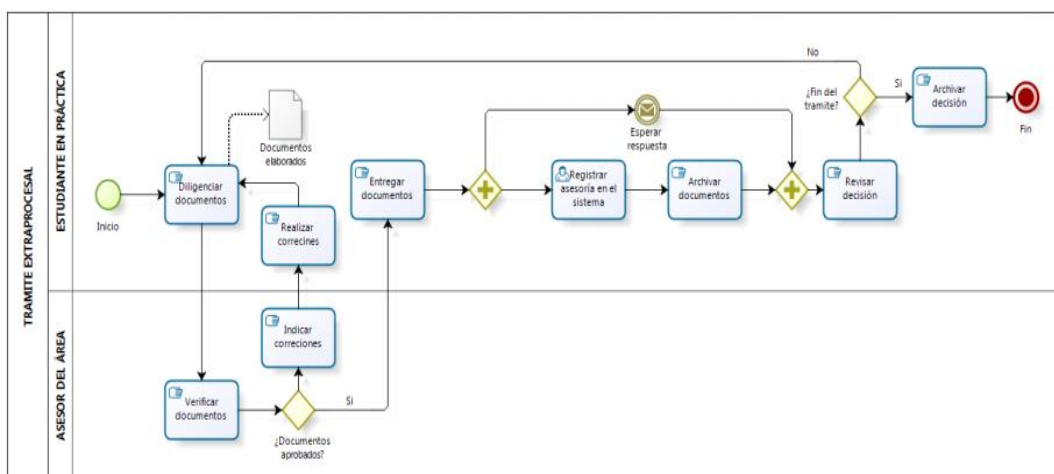 TRAMITE EXTRAPROCESAL
ESTUDIANTE EN PRÁCTICA
Inicio
Diligenciar
documentos
Documentos
elaborados
Realizar
correcines
Entregar
documentos
Esperar
respuesta
Registrar
asesoría en el
sistema
Archivar
documentos
Revisar
decisión
No
¿Fin del
tramite?
Si
Archivar
decisión
Fin
ASESOR DEL ÁREA
Verificar
documentos
Indicar
correciones
¿Documentos
aprobados?
Si